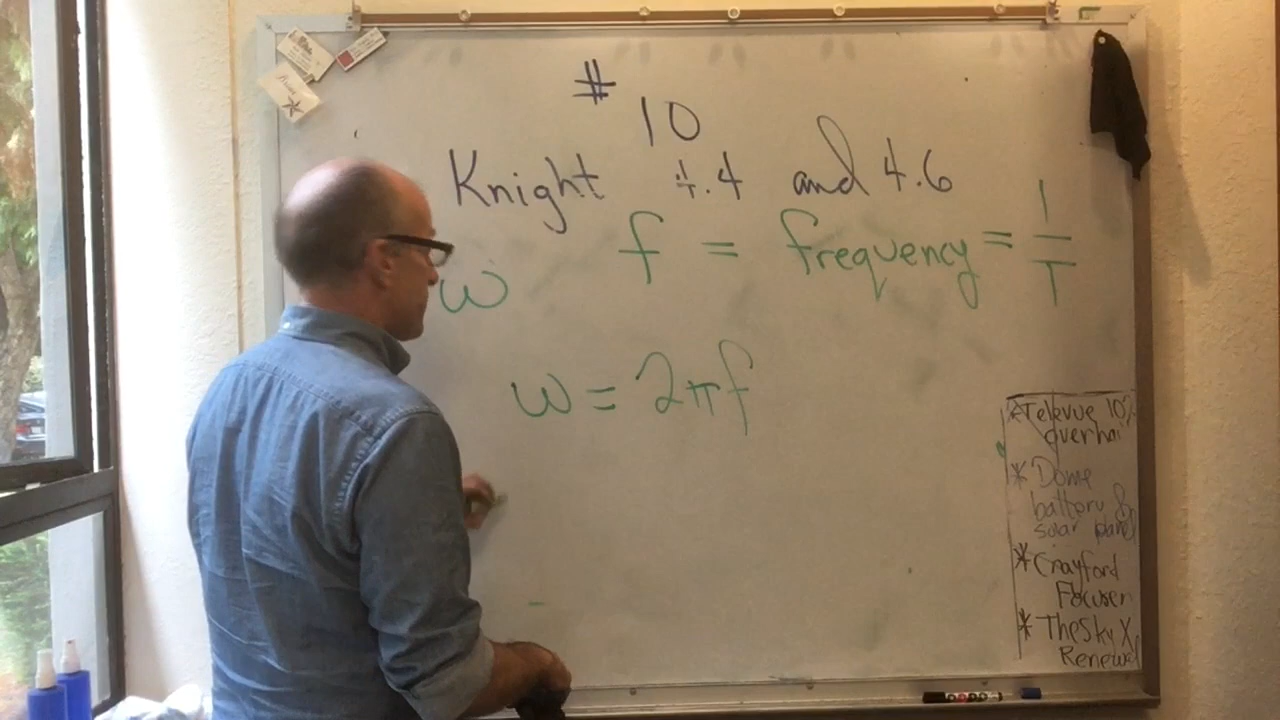 #
10
Knight 4.4 and 4.6
f = frequency = 1/T
ω
ω = 2πf
* Televue 10%
overhai
* Dome
battery &
solar panel
* Crayford
Focuser
* TheSky X
Renewal